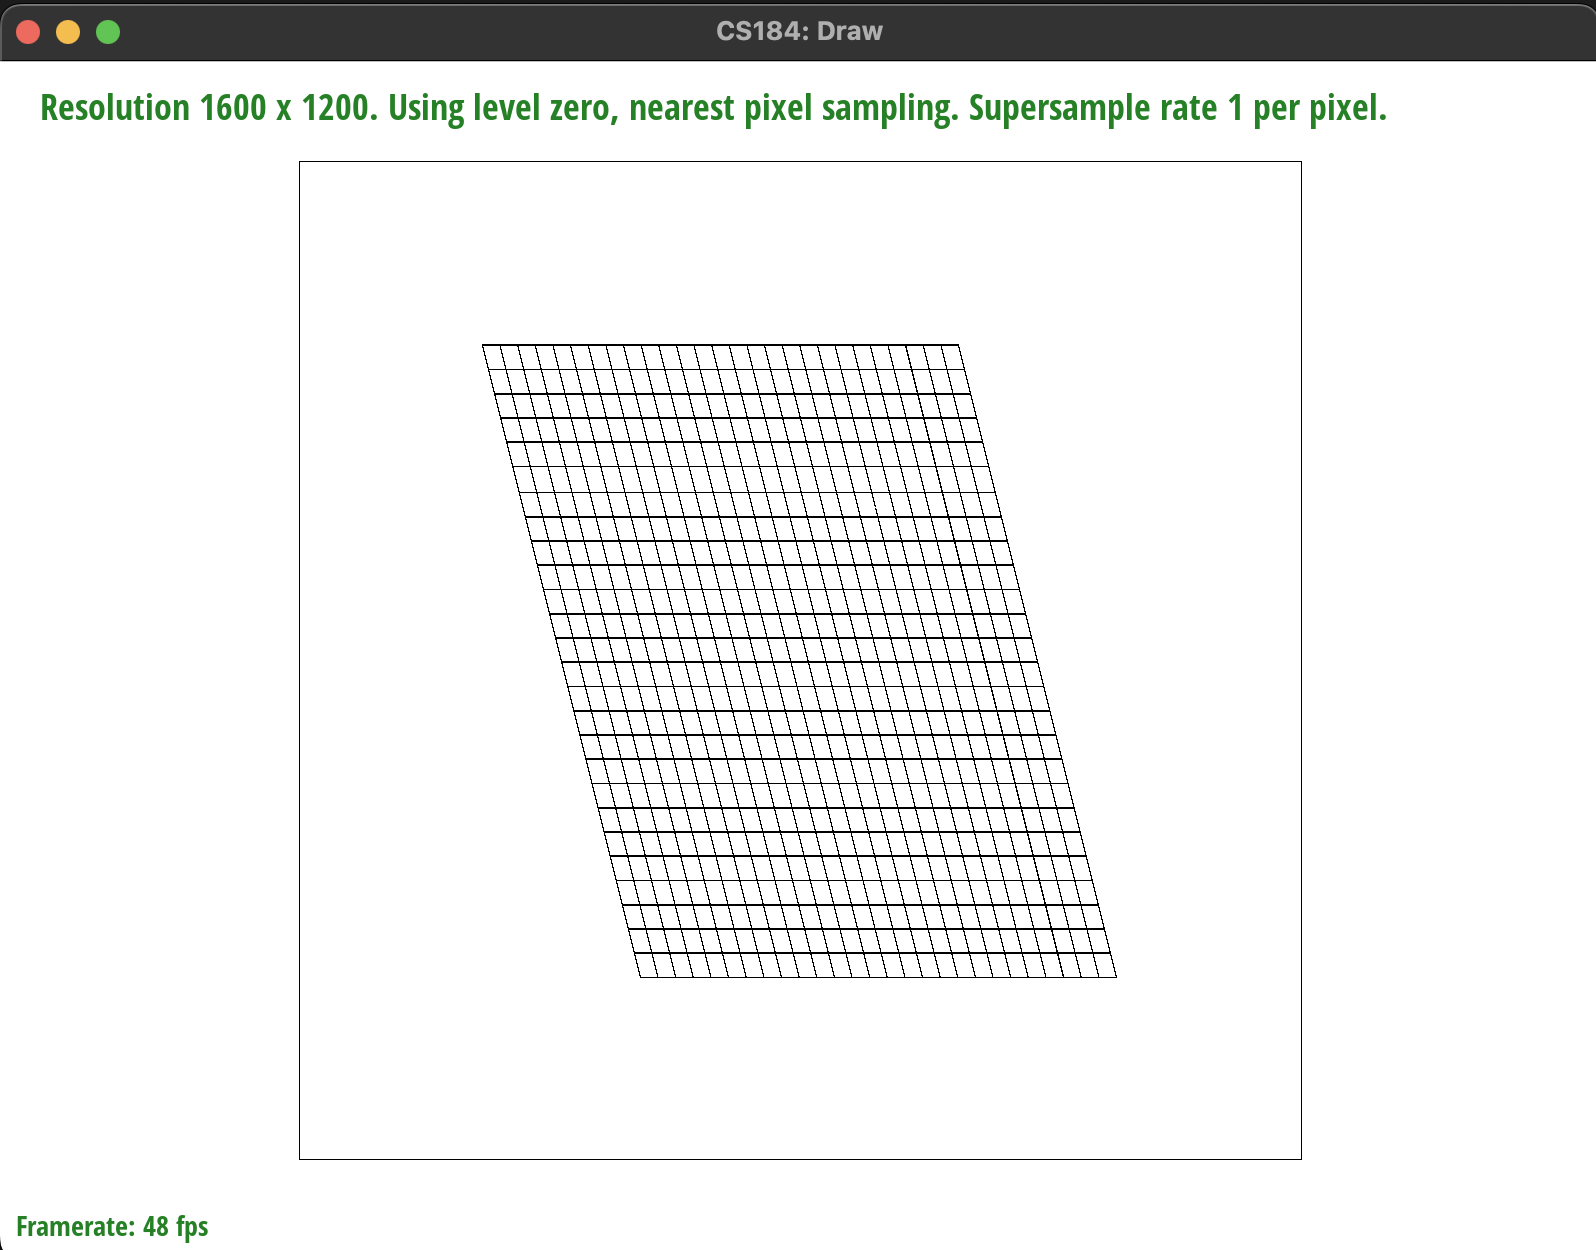 CS184: Draw
Resolution 1600 x 1200. Using level zero, nearest pixel sampling. Supersample rate 1 per pixel.
Framerate: 48 fps